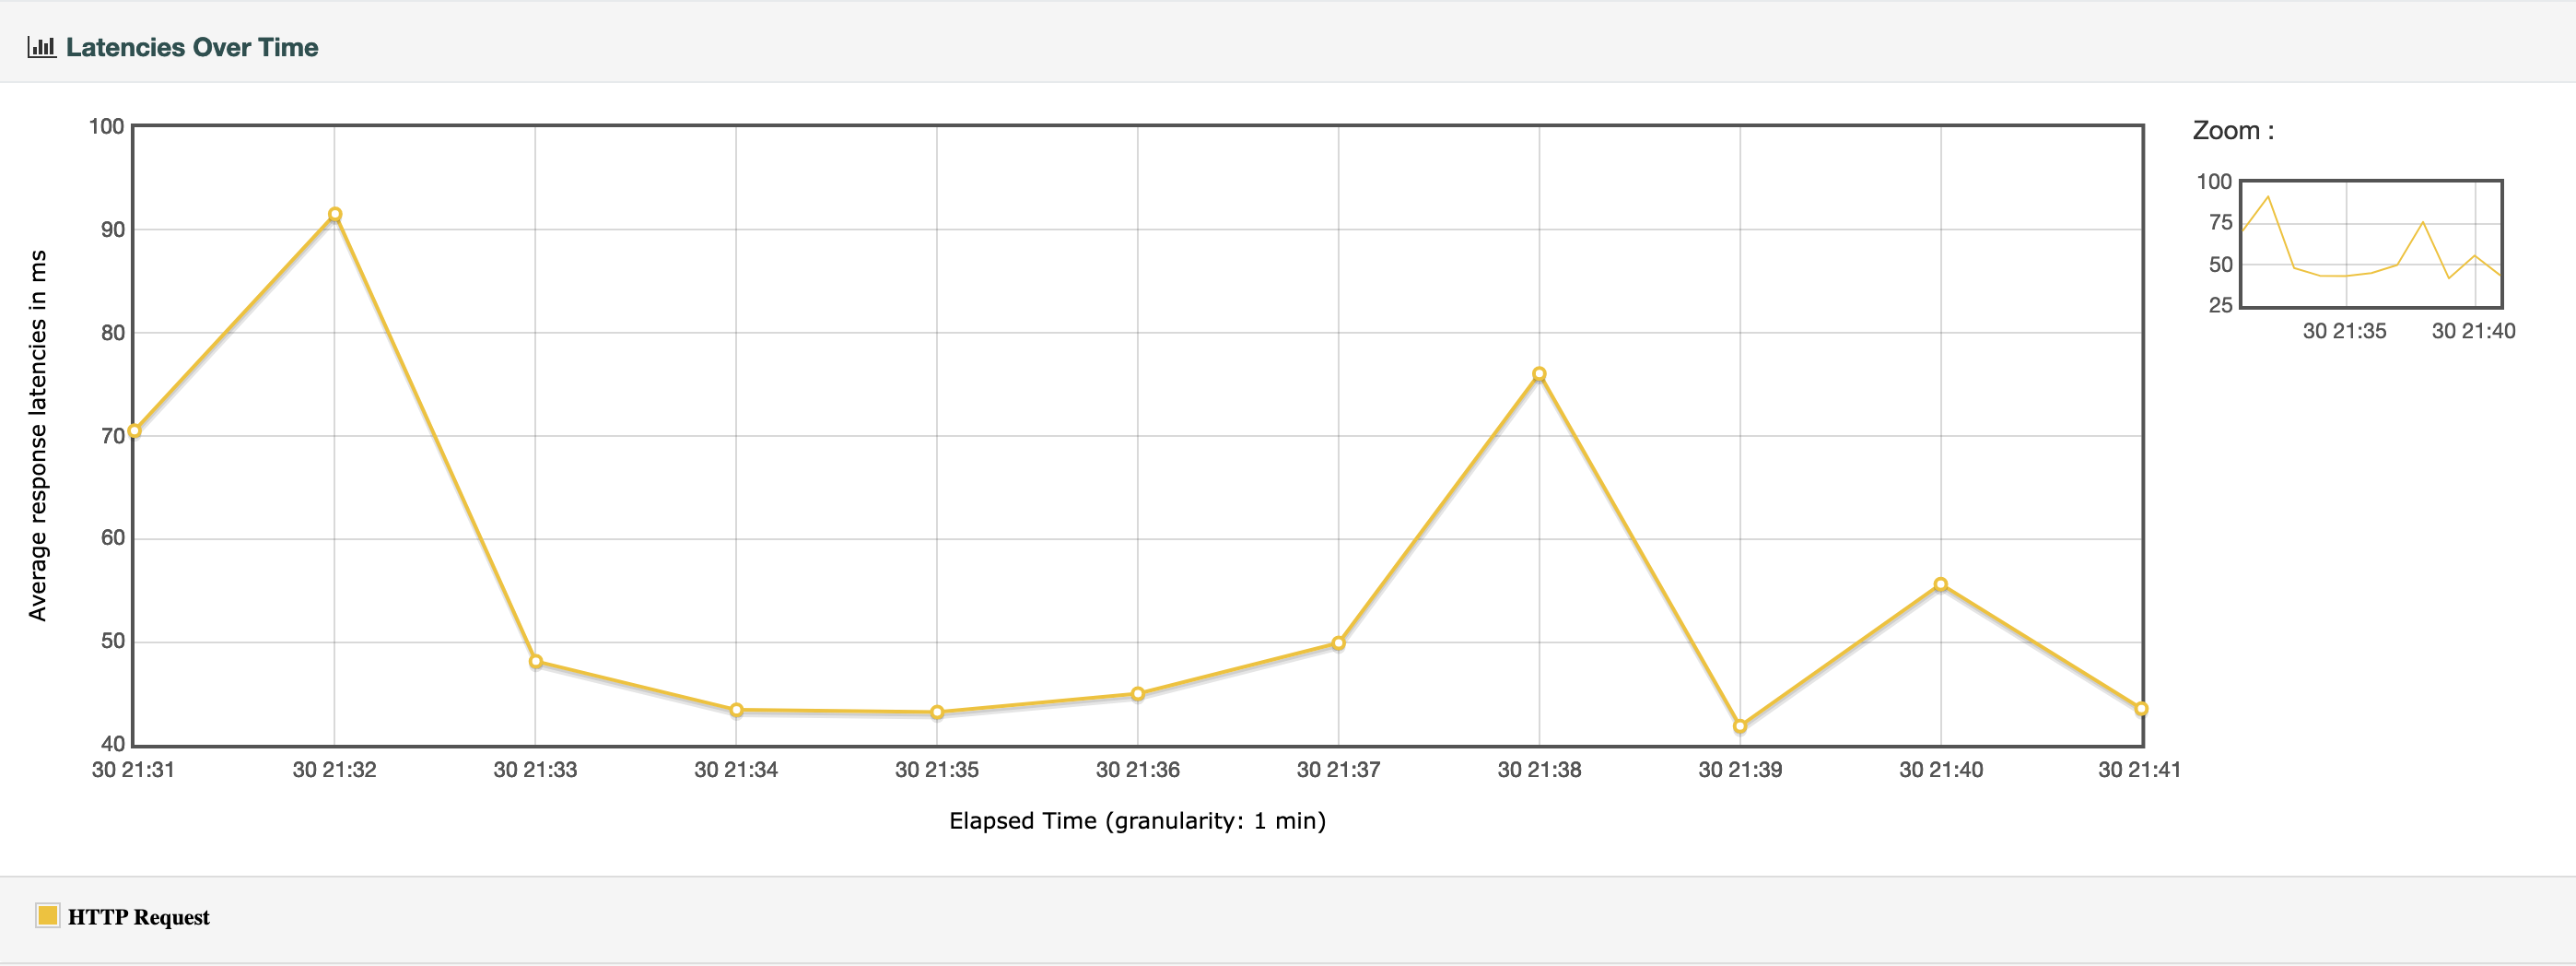 Latencies Over Time
100
90
80
70
60
50
40
Average response latencies in ms
30 21:31 30 21:32 30 21:33 30 21:34 30 21:35 30 21:36 30 21:37 30 21:38 30 21:39 30 21:40 30 21:41
Elapsed Time (granularity: 1 min)
Zoom :
100
75
50
25
30 21:35 30 21:40
HTTP Request